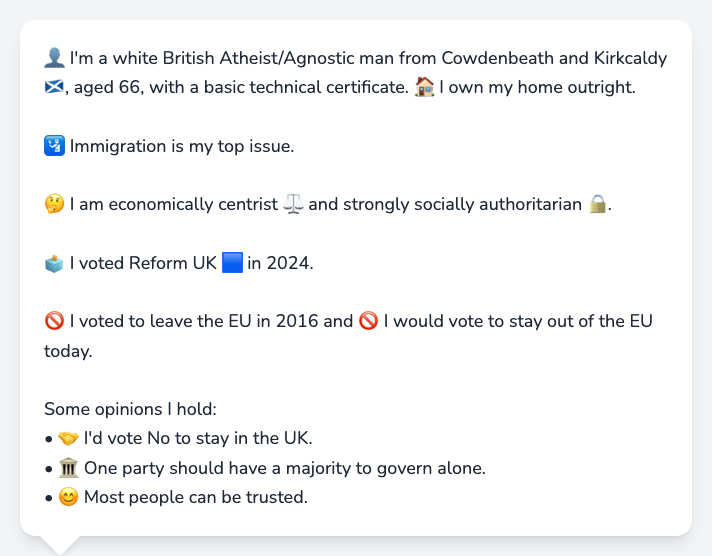 👤 I'm a white British Atheist/Agnostic man from Cowdenbeath and Kirkcaldy
🏴󠁧󠁢󠁳󠁣󠁴󠁿, aged 66, with a basic technical certificate. 🏠 I own my home outright.
🛂 Immigration is my top issue.
🤔 I am economically centrist ⚖️ and strongly socially authoritarian 🔒.
🗳️ I voted Reform UK 🟦 in 2024.
🚫 I voted to leave the EU in 2016 and 🚫 I would vote to stay out of the EU
today.
Some opinions I hold:
• 🤝 I'd vote No to stay in the UK.
• 🏛️ One party should have a majority to govern alone.
• 😊 Most people can be trusted.